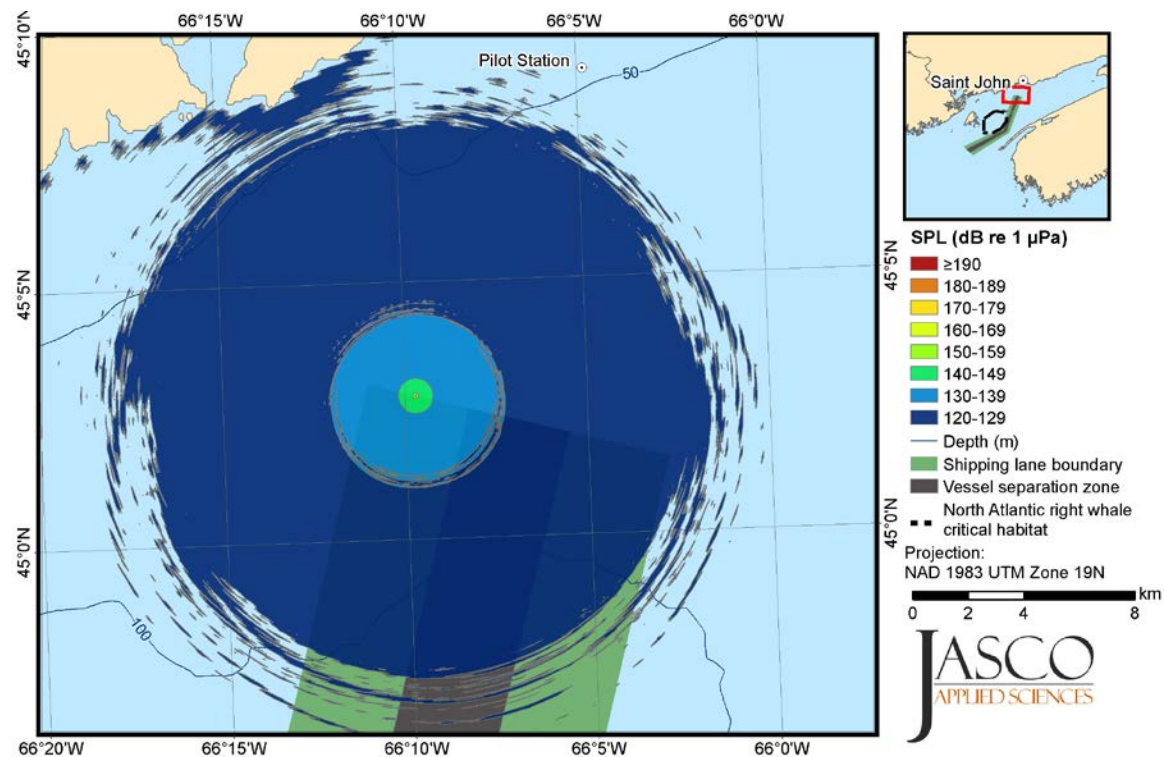 66°15'W 66°10'W 66°5'W 66°0'W
45°10'N
Pilot Station
50
45°5'N
45°5'N
45°0'N
45°0'N
100
66°20'W 66°15'W 66°10'W 66°5'W 66°0'W
Saint John
SPL (dB re 1 µPa)
≥190
180-189
170-179
160-169
150-159
140-149
130-139
120-129
Depth (m)
Shipping lane boundary
Vessel separation zone
North Atlantic right whale
critical habitat
Projection:
NAD 1983 UTM Zone 19N
km
0 2 4 8
JASCO
APPLIED SCIENCES